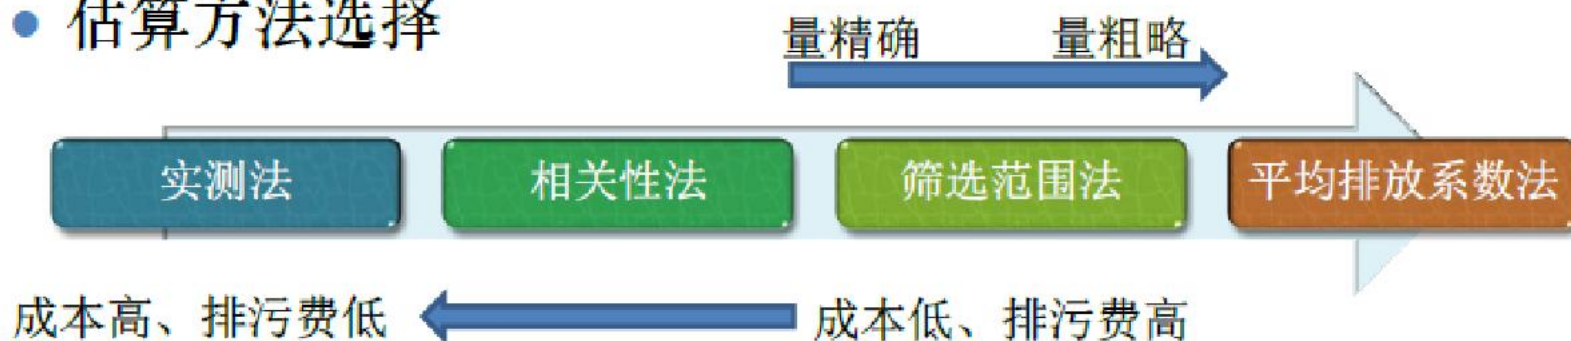 估算方法选择
量精确 量粗略
实测法 相关性法 筛选范围法 平均排放系数法
成本高、排污费低 成本低、排污费高